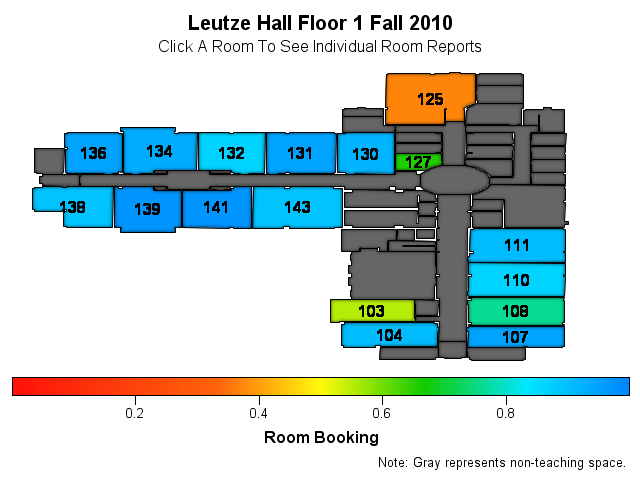 Leutze Hall Floor 1 Fall 2010
Click A Room To See Individual Room Reports
125
136 134 132 131 130 127
138 139 141 143
111
110
103 108
104 107
0.2 0.4 0.6 0.8
Room Booking
Note: Gray represents non-teaching space.